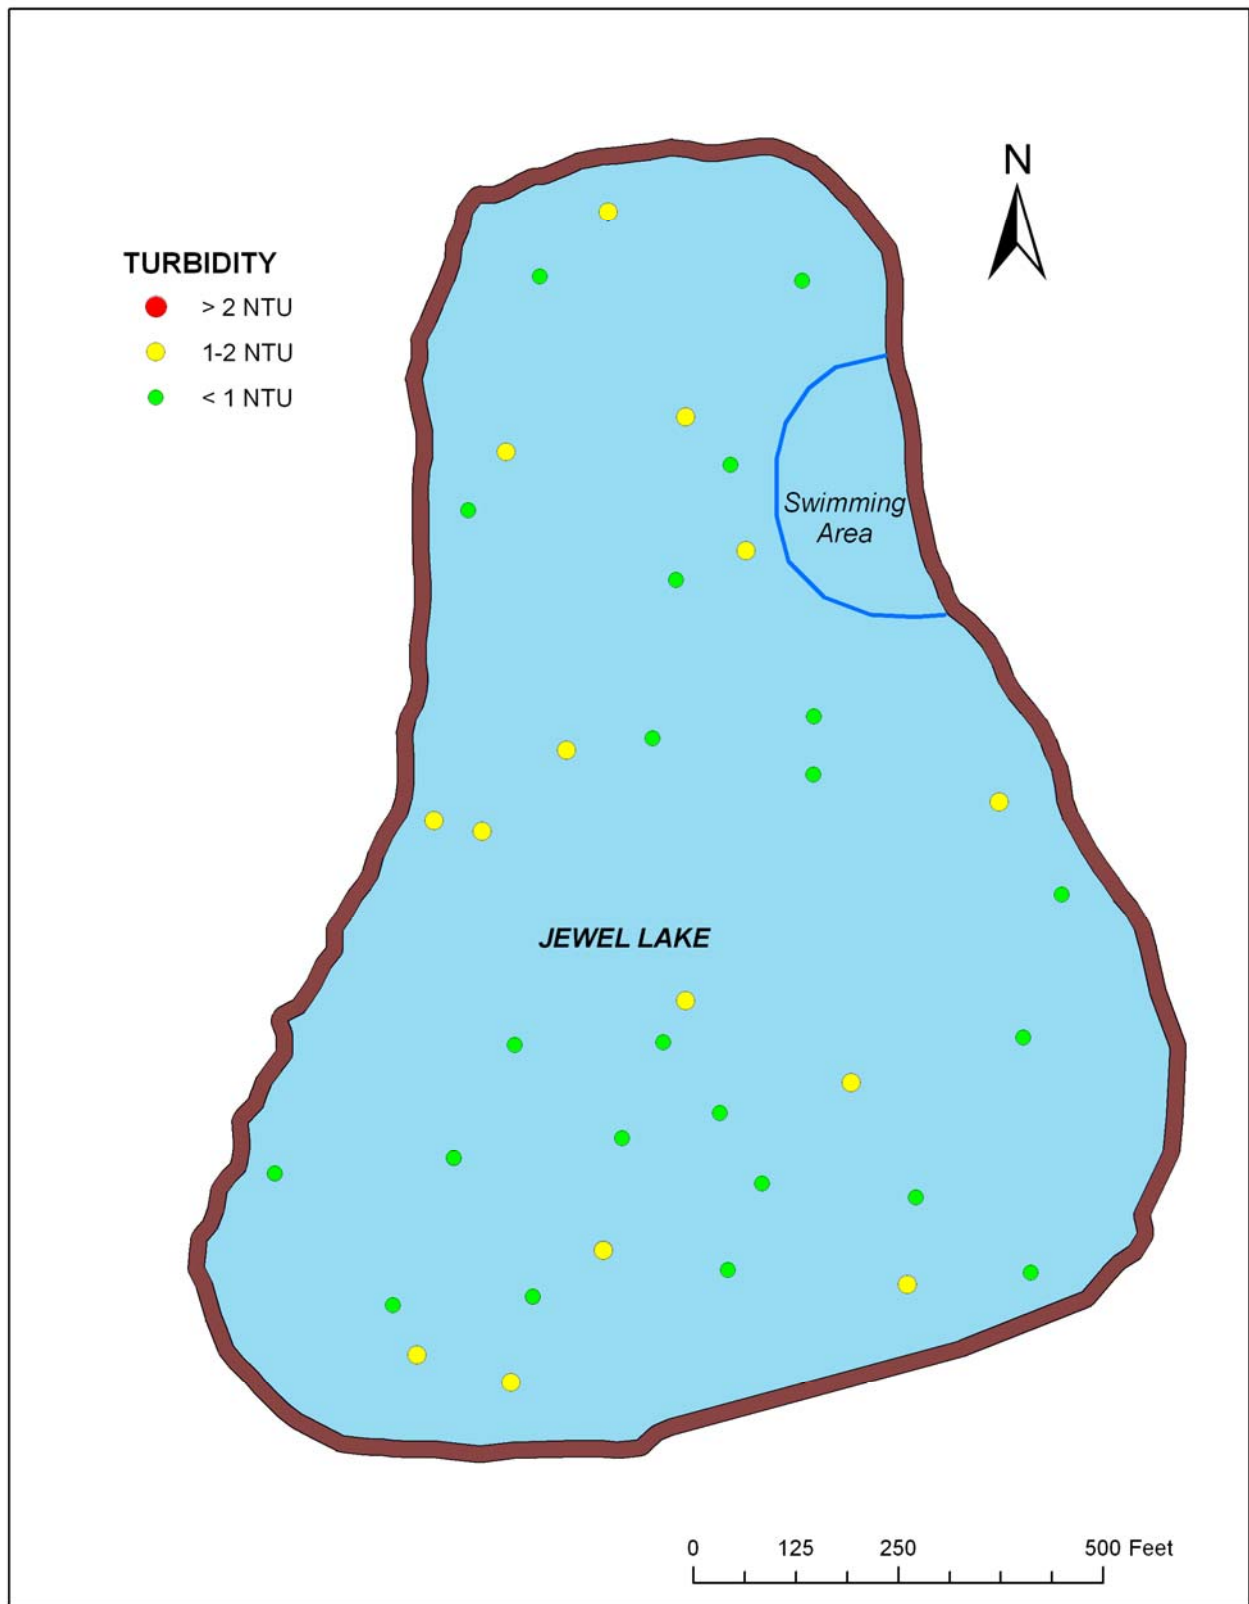 N
TURBIDITY
> 2 NTU
1-2 NTU
< 1 NTU
Swimming
Area
JEWEL LAKE
0 125 250 500 Feet